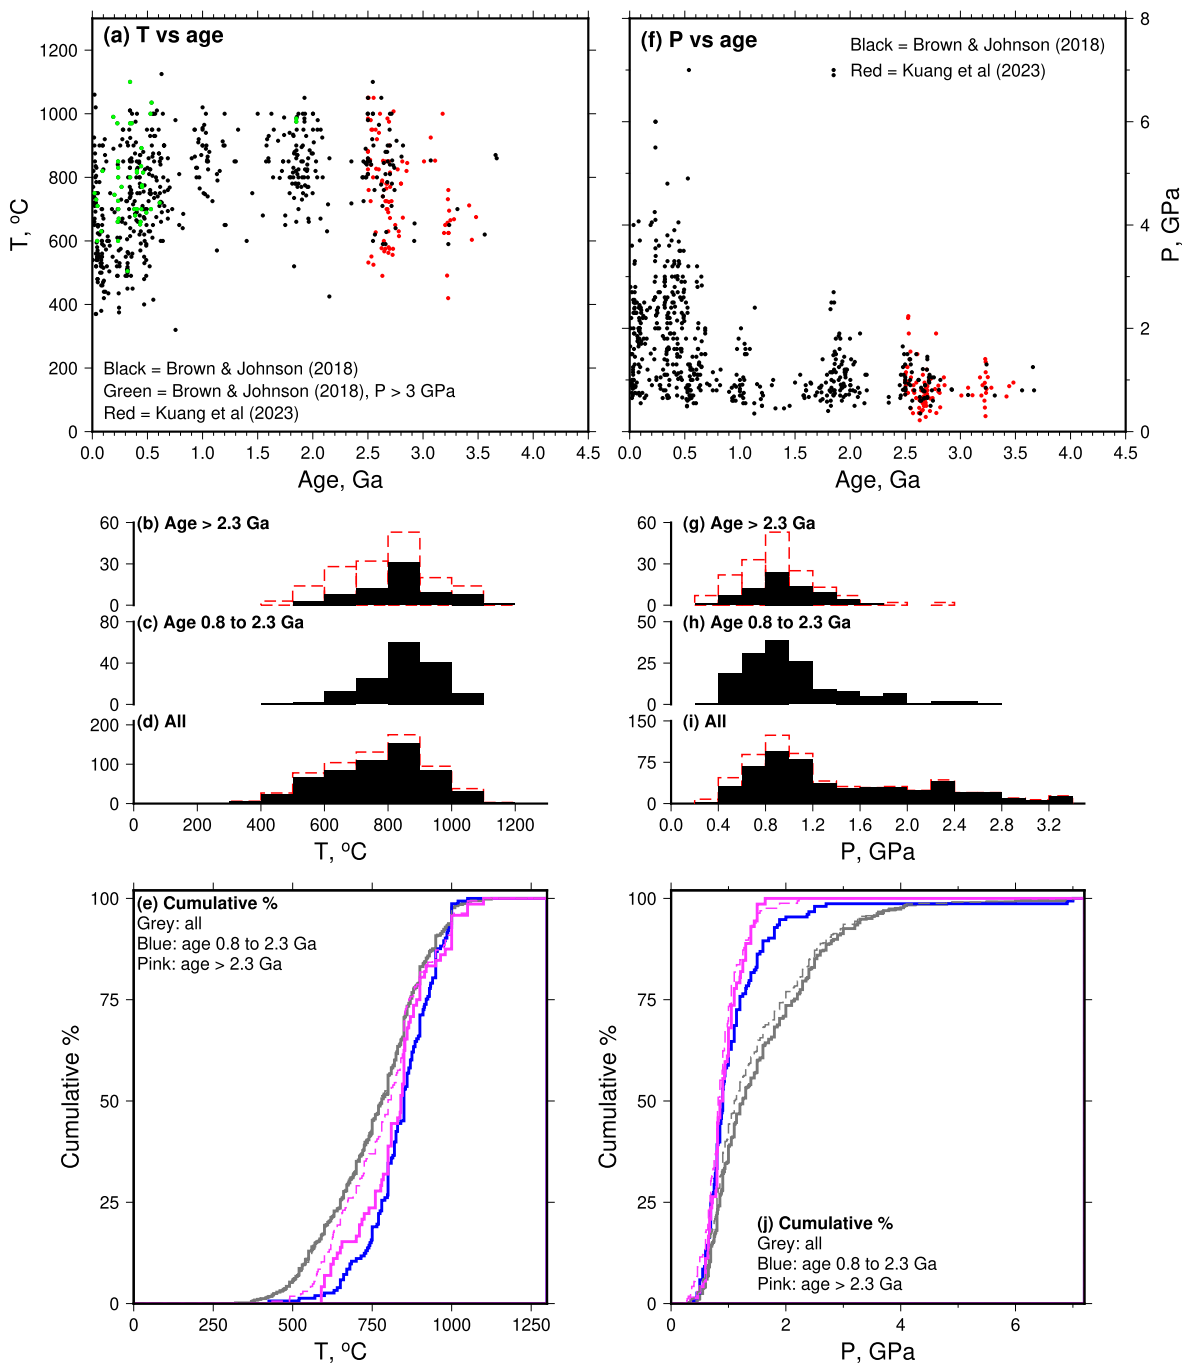 (a) T vs age
1200
1000
800
600
400
200
0
T, °C
Black = Brown & Johnson (2018)
Green = Brown & Johnson (2018), P > 3 GPa
Red = Kuang et al (2023)
0.0 0.5 1.0 1.5 2.0 2.5 3.0 3.5 4.0 4.5
Age, Ga
(f) P vs age
Black = Brown & Johnson (2018)
Red = Kuang et al (2023)
8
6
4
2
0
P, GPa
0.0 0.5 1.0 1.5 2.0 2.5 3.0 3.5 4.0 4.5
Age, Ga
(b) Age > 2.3 Ga
60
30
0
(c) Age 0.8 to 2.3 Ga
80
40
0
(d) All
200
100
0
0 200 400 600 800 1000 1200
T, °C
(g) Age > 2.3 Ga
60
30
0
(h) Age 0.8 to 2.3 Ga
50
25
0
(i) All
150
75
0
0.0 0.4 0.8 1.2 1.6 2.0 2.4 2.8 3.2
P, GPa
(e) Cumulative %
Grey: all
Blue: age 0.8 to 2.3 Ga
Pink: age > 2.3 Ga
100
75
50
25
0
Cumulative %
0 250 500 750 1000 1250
T, °C
100
75
50
25
0
Cumulative %
(j) Cumulative %
Grey: all
Blue: age 0.8 to 2.3 Ga
Pink: age > 2.3 Ga
0 2 4 6
P, GPa